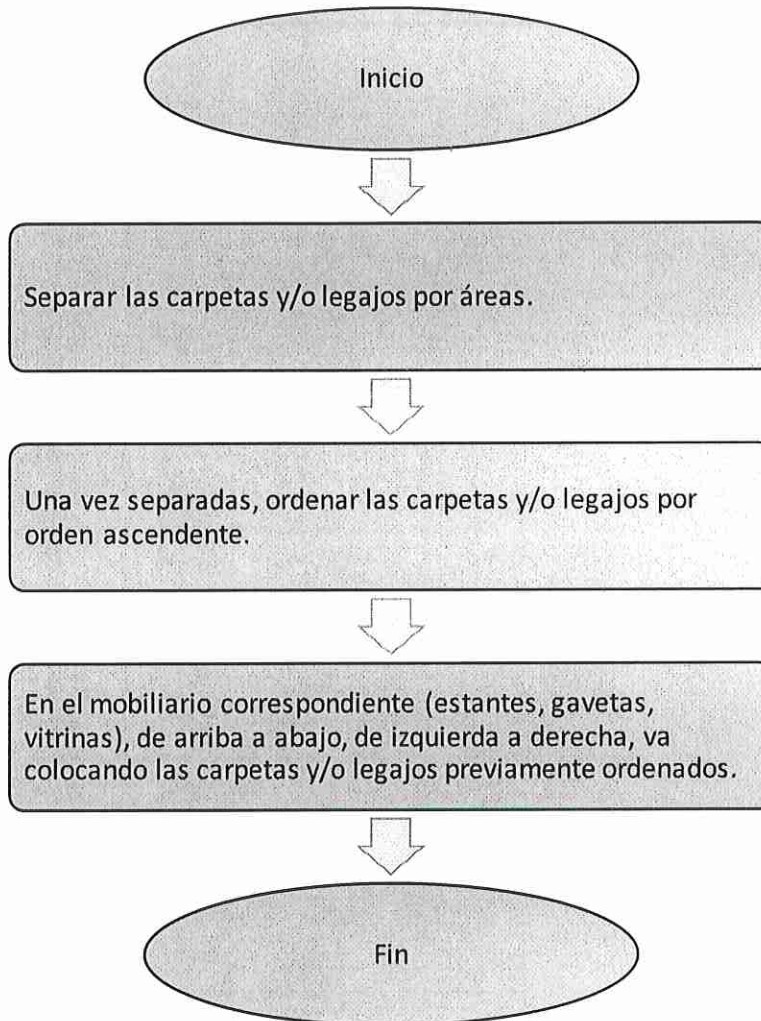 Inicio
Separar las carpetas y/o legajos por áreas.
Una vez separadas, ordenar las carpetas y/o legajos por
orden ascendente.
En el mobiliario correspondiente (estantes, gavetas,
vitrinas), de arriba a abajo, de izquierda a derecha, va
colocando las carpetas y/o legajos previamente ordenados.
Fin